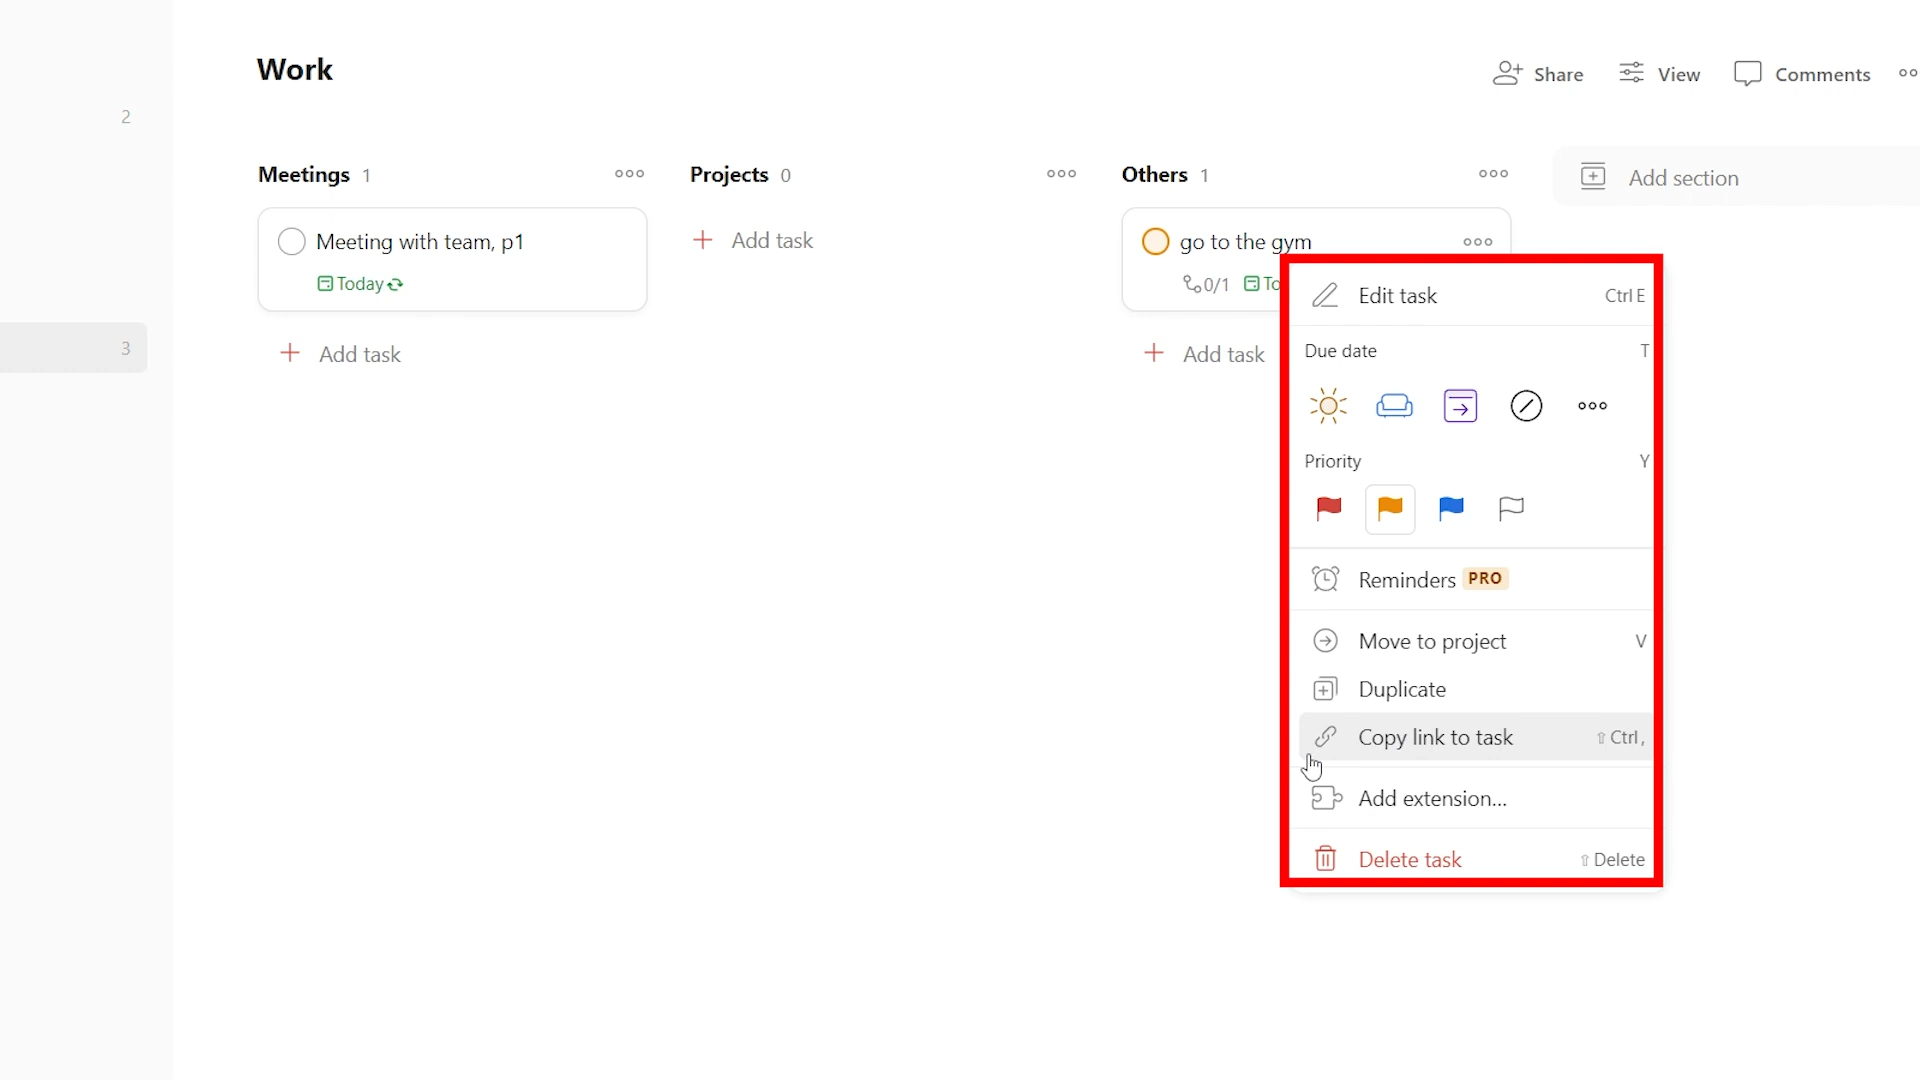 Work
Share
View
Comments
2
3
Meetings 1
Projects 0
Others 1
Add section
Meeting with team, p1
Today
Add task
Add task
go to the gym
0/1
To
Add task
Edit task Ctrl E
Due date T
Priority Y
Reminders PRO
Move to project V
Duplicate
Copy link to task ⇧ Ctrl ,
Add extension...
Delete task ⇧ Delete